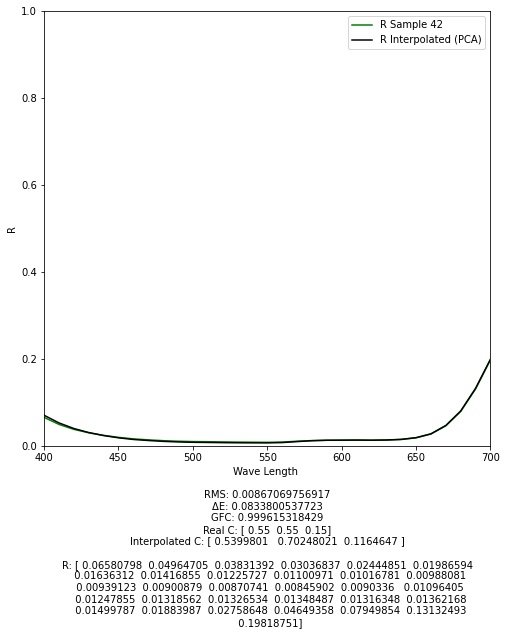 1.0
R Sample 42
R Interpolated (PCA)
0.8
0.6
R
0.4
0.2
0.0
400 450 500 550 600 650 700
Wave Length
RMS: 0.00867069756917
ΔE: 0.0833800537723
GFC: 0.999615318429
Real C: [ 0.55 0.55 0.15]
Interpolated C: [ 0.5399801 0.70248021 0.1164647 ]
R: [ 0.06580798 0.04964705 0.03831392 0.03036837 0.02444851 0.01986594
0.01636312 0.01416855 0.01225727 0.01100971 0.01016781 0.00988081
0.00939123 0.00900879 0.00870741 0.00845902 0.0090336 0.01096405
0.01247855 0.01318562 0.01326534 0.01348487 0.01316348 0.01362168
0.01499787 0.01883987 0.02758648 0.04649358 0.07949854 0.13132493
0.19818751]